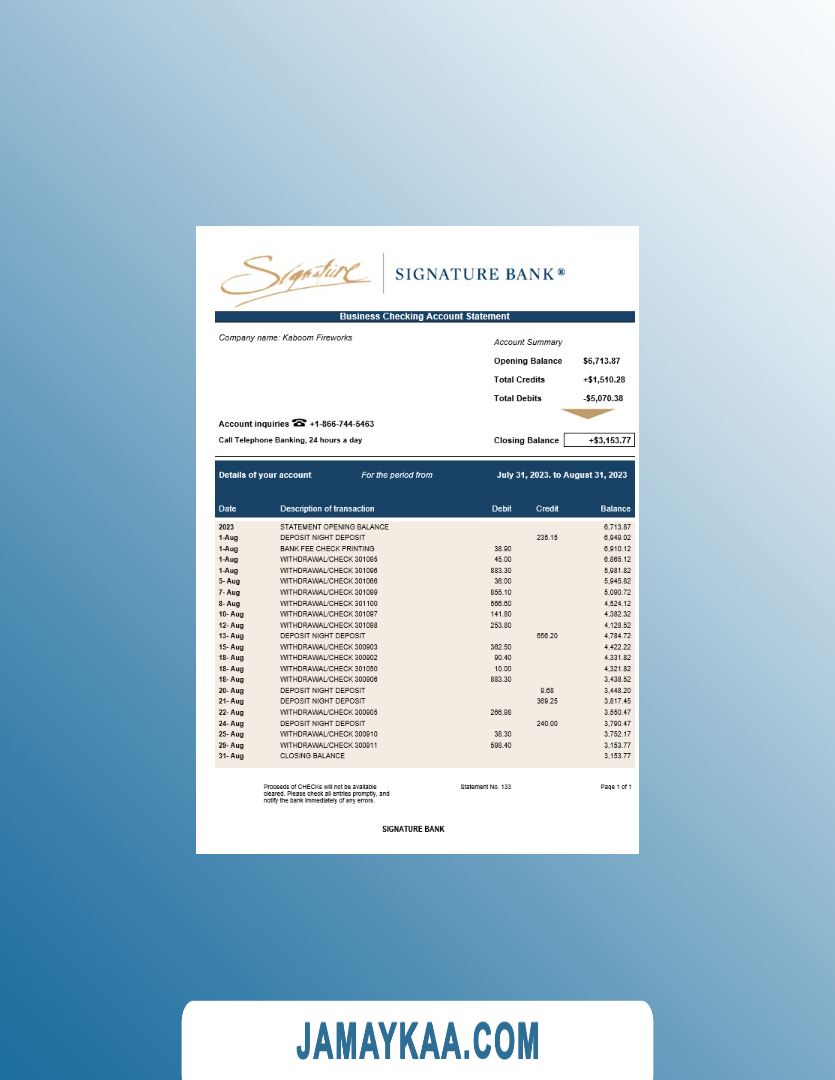 Signature
SIGNATURE BANK®
Business Checking Account Statement
Company name: Kaboom Fireworks
Account Summary
Opening Balance $6,713.87
Total Credits +$1,510.28
Total Debits -$5,070.38
Account inquiries ☎ +1-866-744-5463
Call Telephone Banking, 24 hours a day
Closing Balance +$3,153.77
Details of your account For the period from July 31, 2023. to August 31, 2023
Date Description of transaction Debit Credit Balance
2023 STATEMENT OPENING BALANCE 6,713.87
1-Aug DEPOSIT NIGHT DEPOSIT 235.15 6,949.02
1-Aug BANK FEE CHECK PRINTING 38.90 6,910.12
1-Aug WITHDRAWAL/CHECK 301095 45.00 6,865.12
1-Aug WITHDRAWAL/CHECK 301096 883.30 5,981.82
5- Aug WITHDRAWAL/CHECK 301066 36.00 5,945.82
7- Aug WITHDRAWAL/CHECK 301099 855.10 5,090.72
8- Aug WITHDRAWAL/CHECK 301100 566.60 4,524.12
10- Aug WITHDRAWAL/CHECK 301097 141.80 4,382.32
12- Aug WITHDRAWAL/CHECK 301098 253.80 4,128.52
13- Aug DEPOSIT NIGHT DEPOSIT 656.20 4,784.72
15- Aug WITHDRAWAL/CHECK 300903 362.50 4,422.22
18- Aug WITHDRAWAL/CHECK 300902 90.40 4,331.82
18- Aug WITHDRAWAL/CHECK 301050 10.00 4,321.82
18- Aug WITHDRAWAL/CHECK 300906 883.30 3,438.52
20- Aug DEPOSIT NIGHT DEPOSIT 9.68 3,448.20
21- Aug DEPOSIT NIGHT DEPOSIT 369.25 3,817.45
22- Aug WITHDRAWAL/CHECK 300905 266.98 3,550.47
24- Aug DEPOSIT NIGHT DEPOSIT 240.00 3,790.47
25- Aug WITHDRAWAL/CHECK 300910 38.30 3,752.17
29- Aug WITHDRAWAL/CHECK 300911 598.40 3,153.77
31- Aug CLOSING BALANCE 3,153.77
Proceeds of CHECKs will not be available
cleared. Please check all entries promptly, and
notify the bank immediately of any errors.
Statement No. 133
Page 1 of 1
SIGNATURE BANK
JAMAYKAA.COM